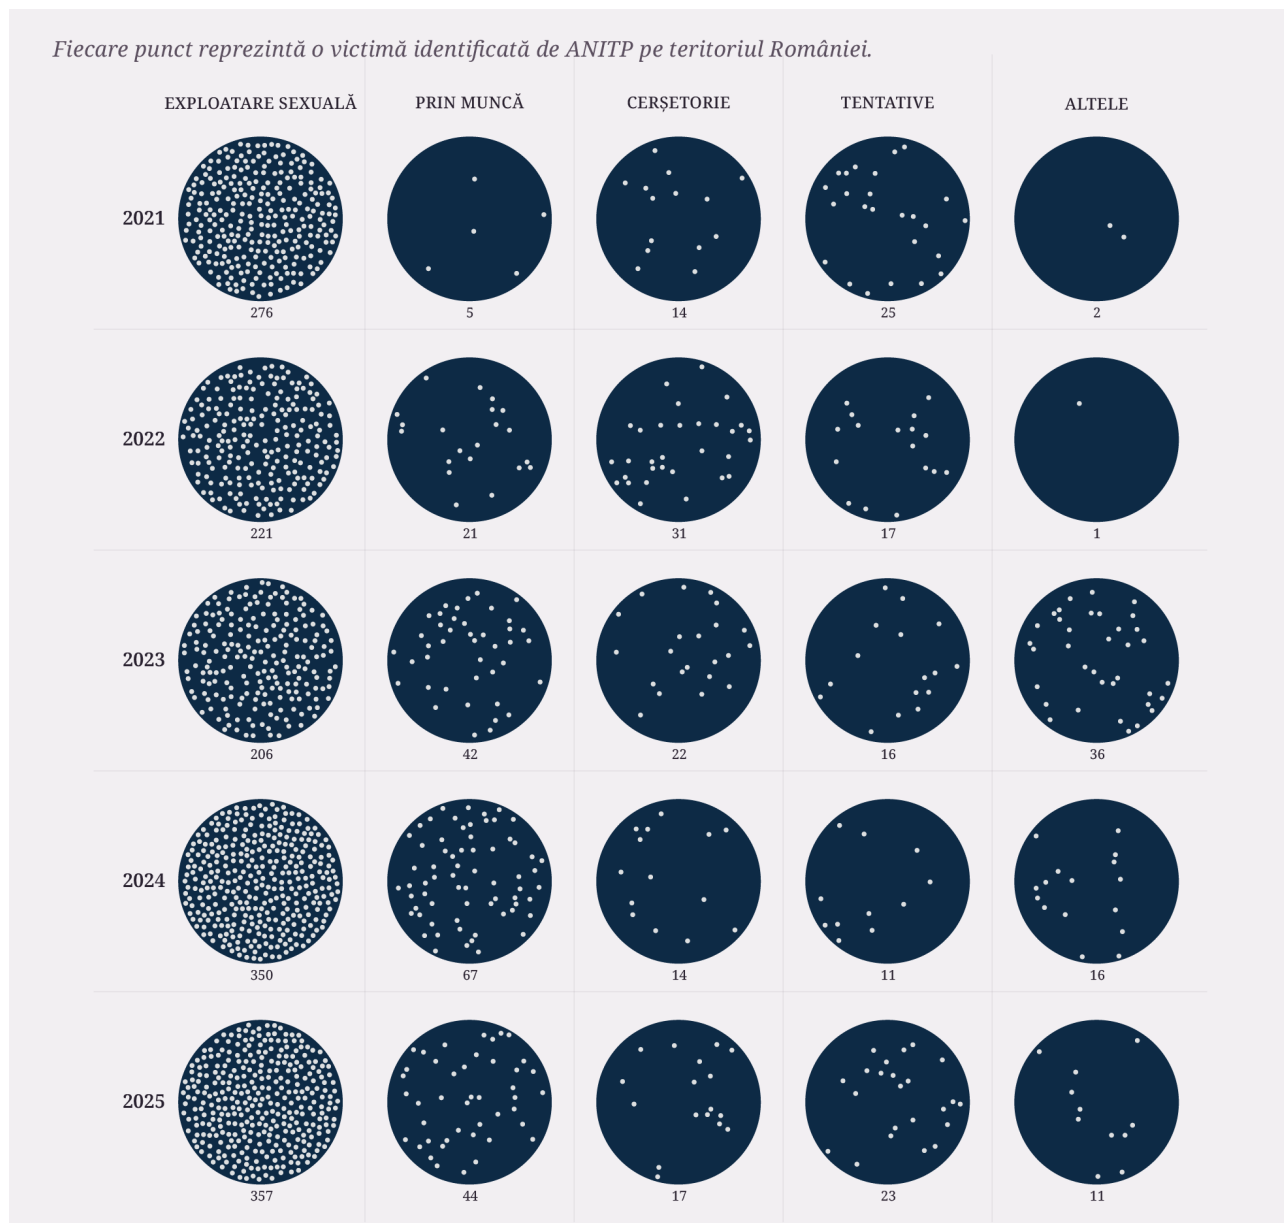 Fiecare punct reprezintă o victimă identificată de ANITP pe teritoriul României.
EXPLOATARE SEXUALĂ PRIN MUNCĂ CERȘETORIE TENTATIVE ALTELE
2021
276 5 14 25 2
2022
221 21 31 17 1
2023
206 42 22 16 36
2024
350 67 14 11 16
2025
357 44 17 23 11